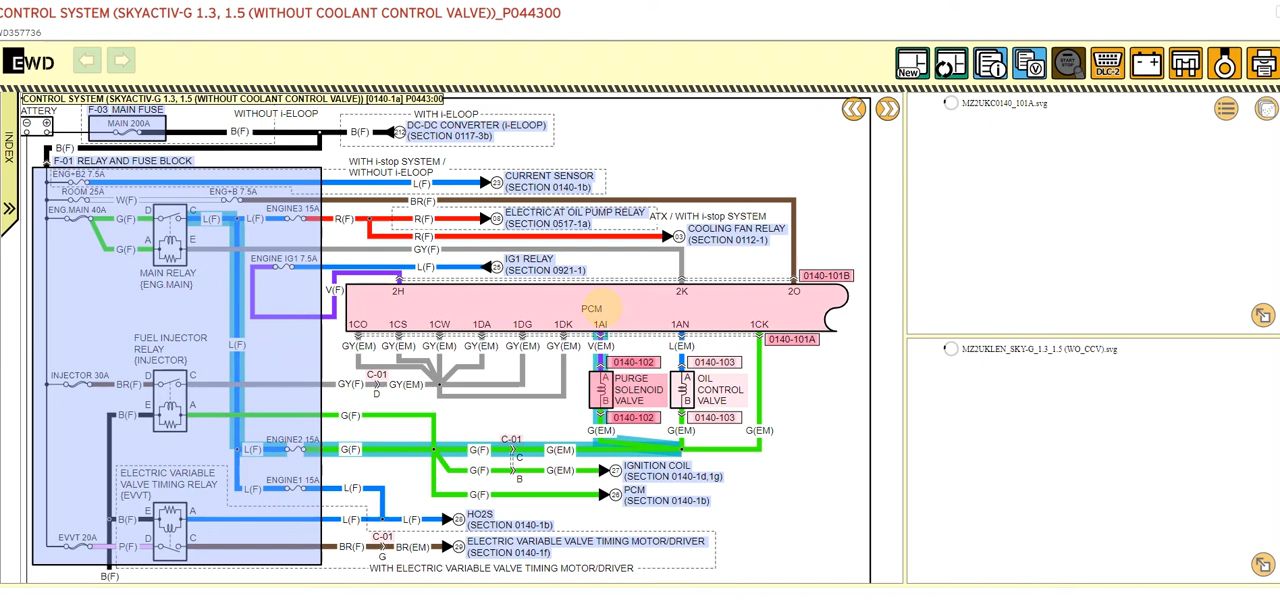 CONTROL SYSTEM (SKYACTIV-G 1.3, 1.5 (WITHOUT COOLANT CONTROL VALVE))_P044300
WD357736
EWD
New
DLC-2
START STOP
INDEX
CONTROL SYSTEM (SKYACTIV-G 1.3, 1.5 (WITHOUT COOLANT CONTROL VALVE)) [0140-1a] P0443:00
ATTERY
F-03 MAIN FUSE
MAIN 200A
WITHOUT i-ELOOP
WITH i-ELOOP
B(F)
B(F)
DC-DC CONVERTER (i-ELOOP)
(SECTION 0117-3b)
B(F)
F-01 RELAY AND FUSE BLOCK
WITH i-stop SYSTEM /
WITHOUT i-ELOOP
ENG+B2 7.5A
L(F)
23
CURRENT SENSOR
(SECTION 0140-1b)
ROOM 25A
W(F)
ENG+B 7.5A
BR(F)
ENG.MAIN 40A
G(F)
D
C
L(F)
L(F)
ENGINE3 15A
R(F)
R(F)
ELECTRIC AT OIL PUMP RELAY
(SECTION 0517-1a)
ATX / WITH i-stop SYSTEM
R(F)
03
COOLING FAN RELAY
(SECTION 0112-1)
G(F)
A
E
GY(F)
MAIN RELAY
{ENG.MAIN}
ENGINE IG1 7.5A
L(F)
IG1 RELAY
(SECTION 0921-1)
V(F)
2H
2K
2O
0140-101B
PCM
1CO
1CS
1CW
1DA
1DG
1DK
1AI
1AN
1CK
0140-101A
GY(EM)
GY(EM)
GY(EM)
GY(EM)
GY(EM)
GY(EM)
V(EM)
L(EM)
FUEL INJECTOR
RELAY
{INJECTOR}
L(F)
0140-102
0140-103
INJECTOR 30A
BR(F)
D
C
GY(F)
C-01
D
GY(EM)
A
B
PURGE
SOLENOID
VALVE
A
B
OIL
CONTROL
VALVE
B(F)
E
A
G(F)
0140-102
0140-103
G(EM)
G(EM)
G(EM)
L(F)
ENGINE2 15A
G(F)
G(F)
C-01
C
G(EM)
G(F)
B
G(EM)
27
IGNITION COIL
(SECTION 0140-1d,1g)
ELECTRIC VARIABLE
VALVE TIMING RELAY
{EVVT}
L(F)
ENGINE1 15A
L(F)
G(F)
PCM
(SECTION 0140-1b)
B(F)
E
A
L(F)
L(F)
HO2S
(SECTION 0140-1b)
EVVT 20A
P(F)
D
C
BR(F)
C-01
G
BR(EM)
ELECTRIC VARIABLE VALVE TIMING MOTOR/DRIVER
(SECTION 0140-1f)
B(F)
WITH ELECTRIC VARIABLE VALVE TIMING MOTOR/DRIVER
MZ2UKC0140_101A.svg
MZ2UKLEN_SKY-G_1.3_1.5 (WO_CCV).svg